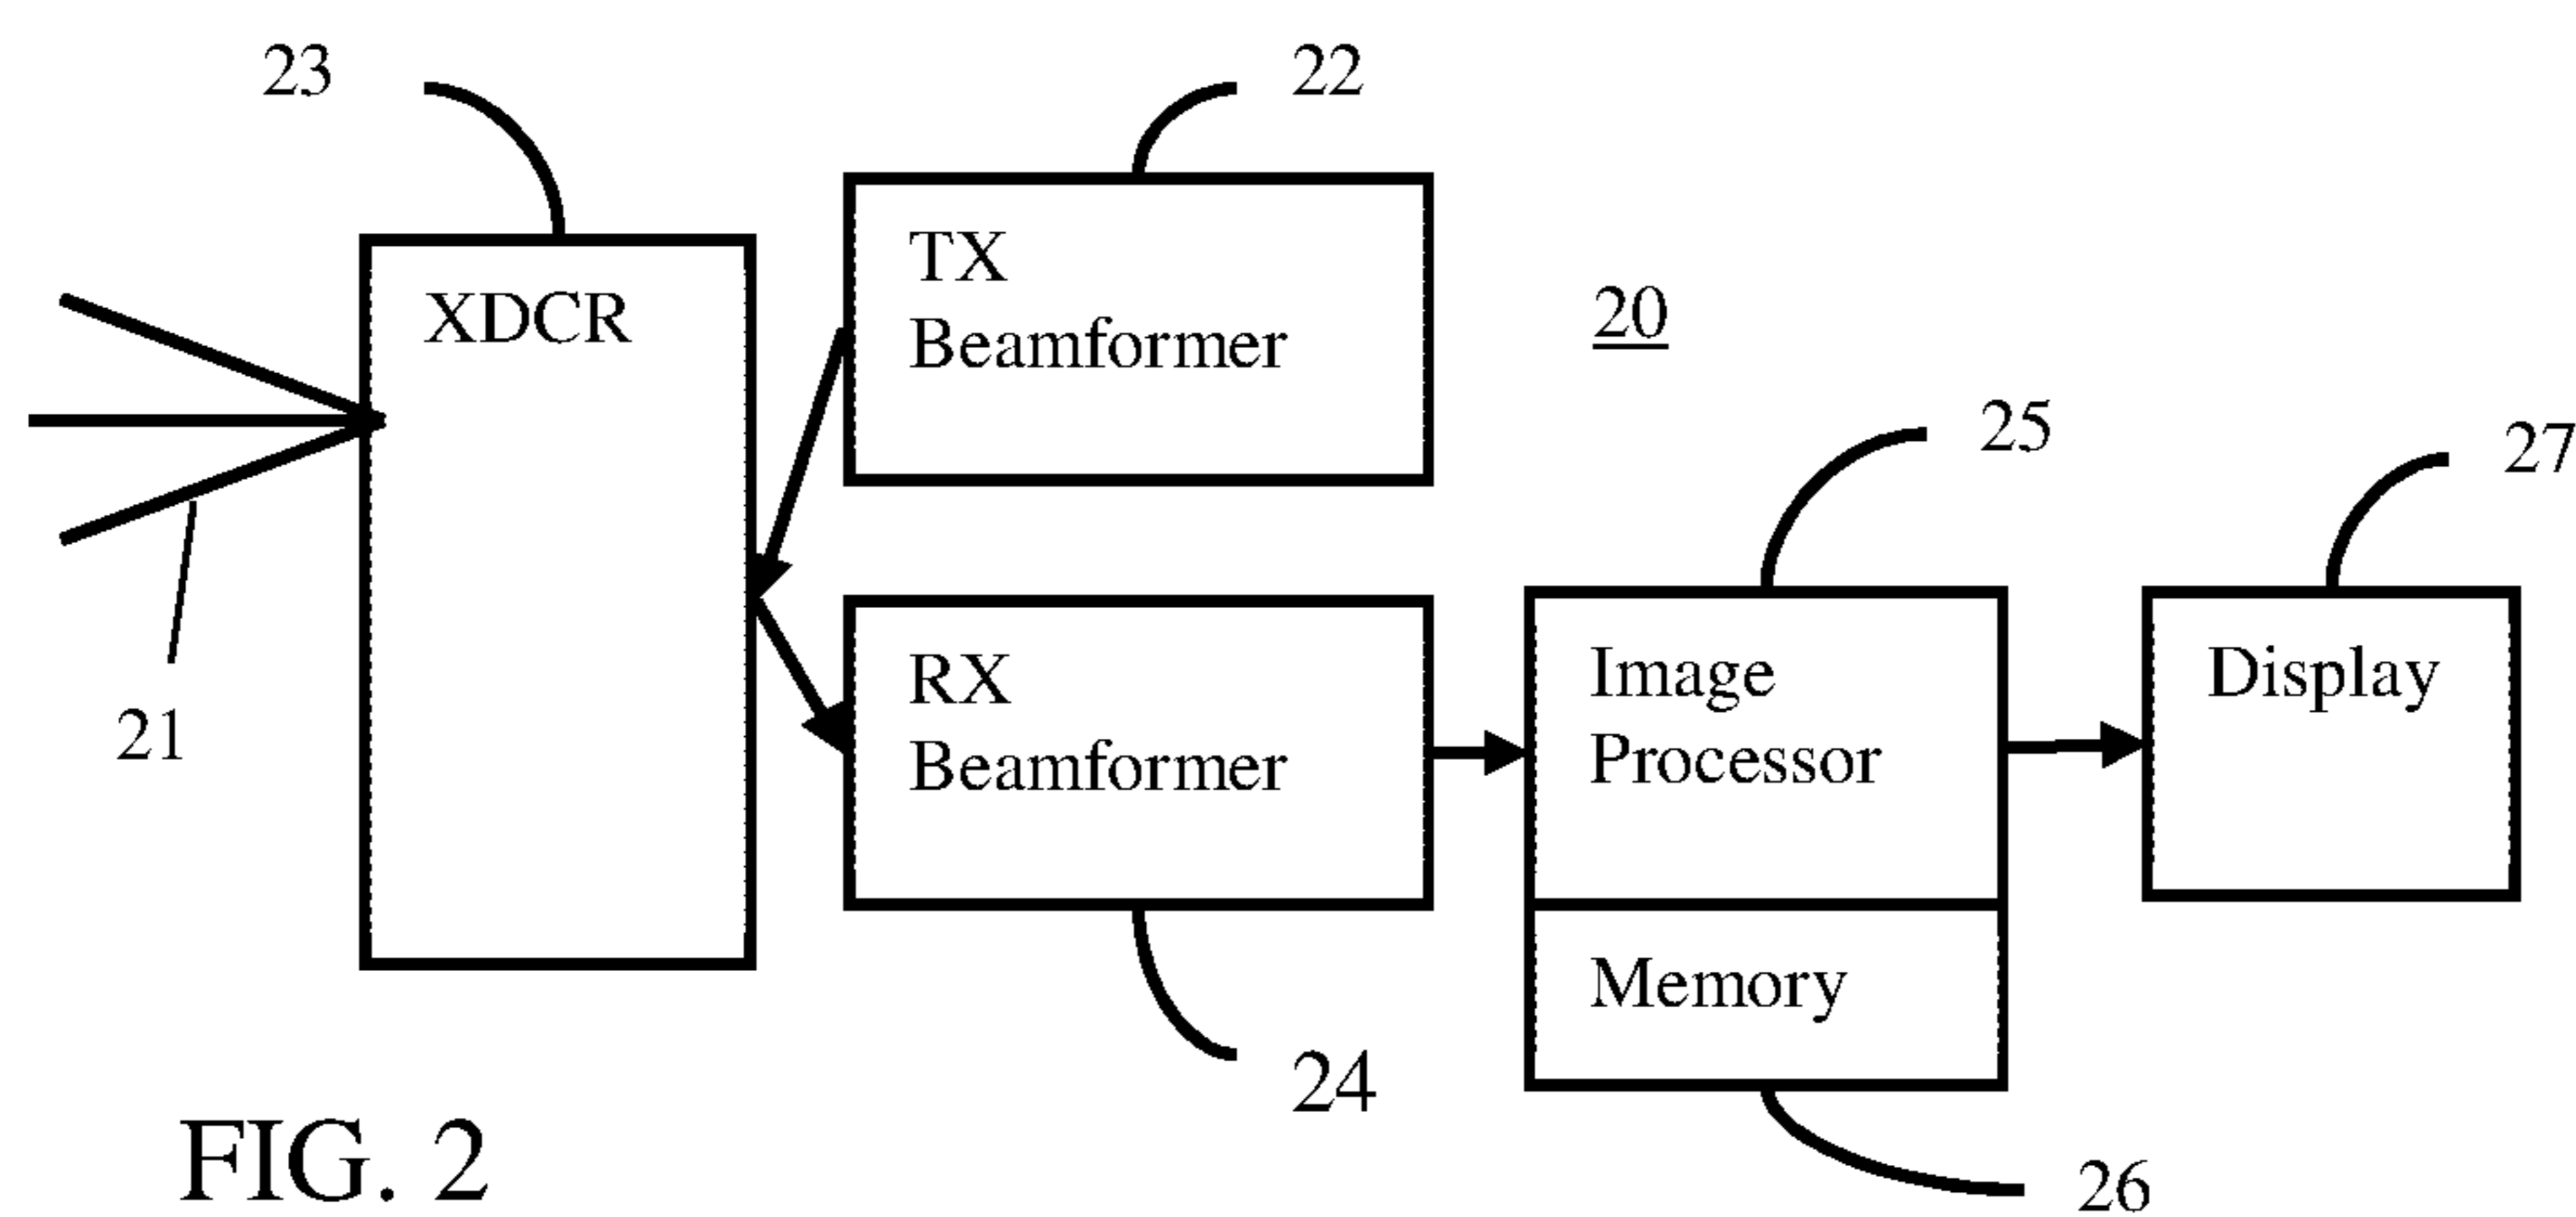 23
22
XDCR
TX
Beamformer
20
25
27
21
RX
Beamformer
Image
Processor
Display
Memory
24
26
FIG. 2